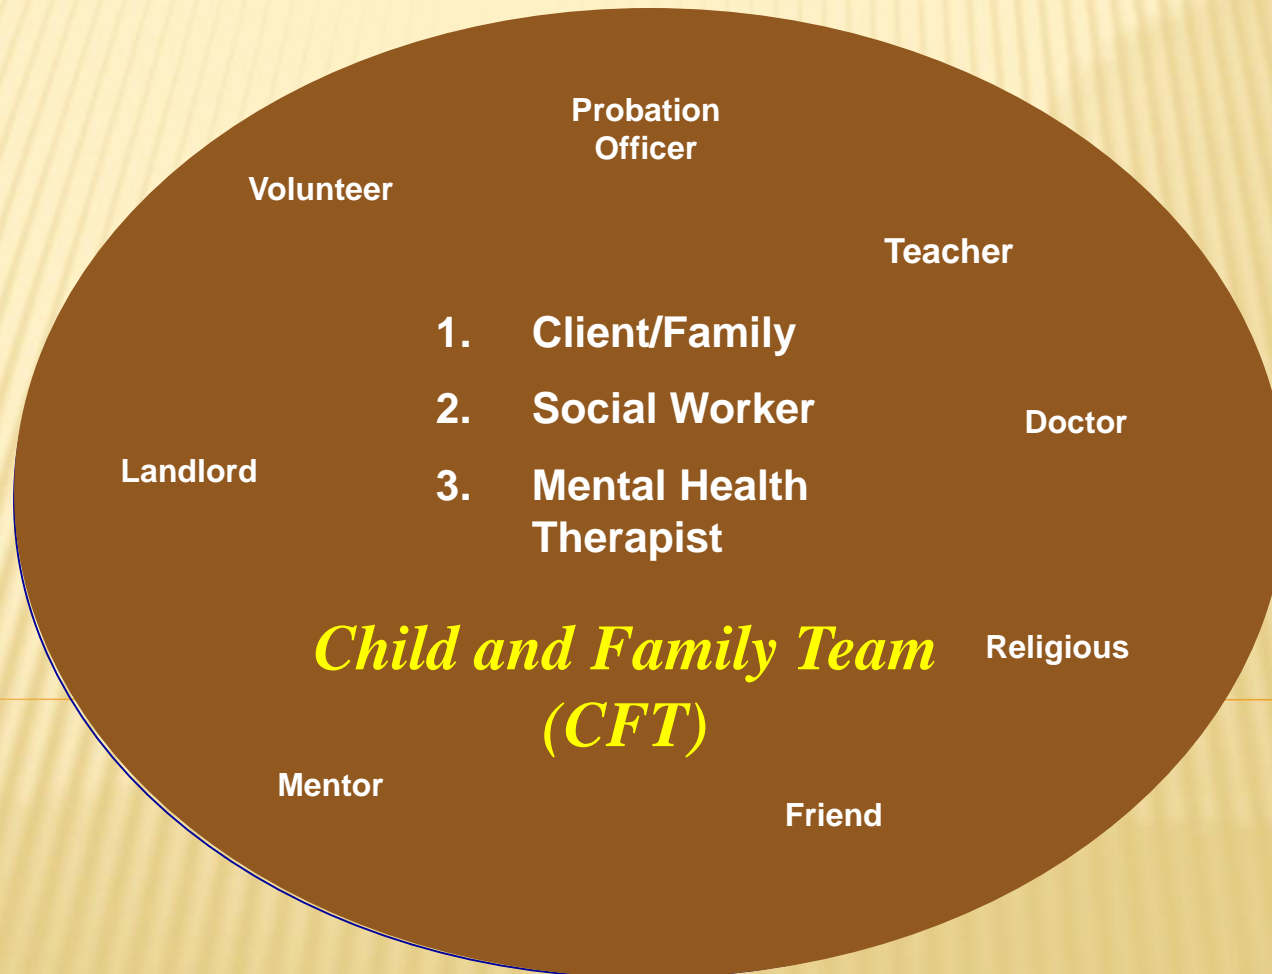 Probation
Officer
Volunteer
Teacher
1. Client/Family
2. Social Worker
Doctor
Landlord
3. Mental Health
Therapist
Child and Family Team
Religious
(CFT)
Mentor
Friend